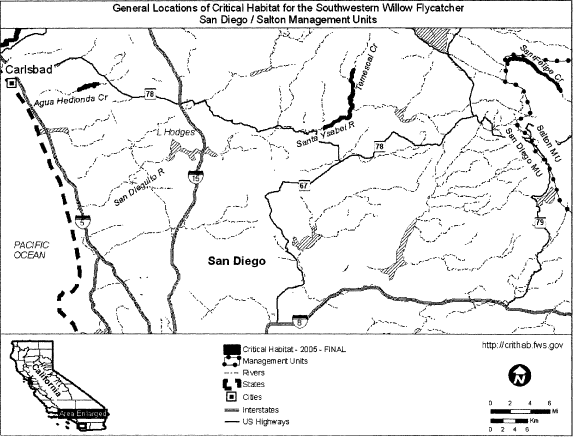 General Locations of Critical Habitat for the Southwestern Willow Flycatcher
San Diego / Salton Management Units
Carlsbad
Agua Hedionda Cr
78
Temescal Cr
San Felipe Cr
L Hodges
Santa Ysabel R
78
San Diego MU
Salton MU
San Dieguito R
15
67
79
5
PACIFIC
OCEAN
San Diego
8
California
Area Enlarged
Critical Habitat - 2005 - FINAL
Management Units
Rivers
States
Cities
Interstates
US Highways
http://crithab.fws.gov
N
0 2 4 6
Mi
0 2 4 6
Km